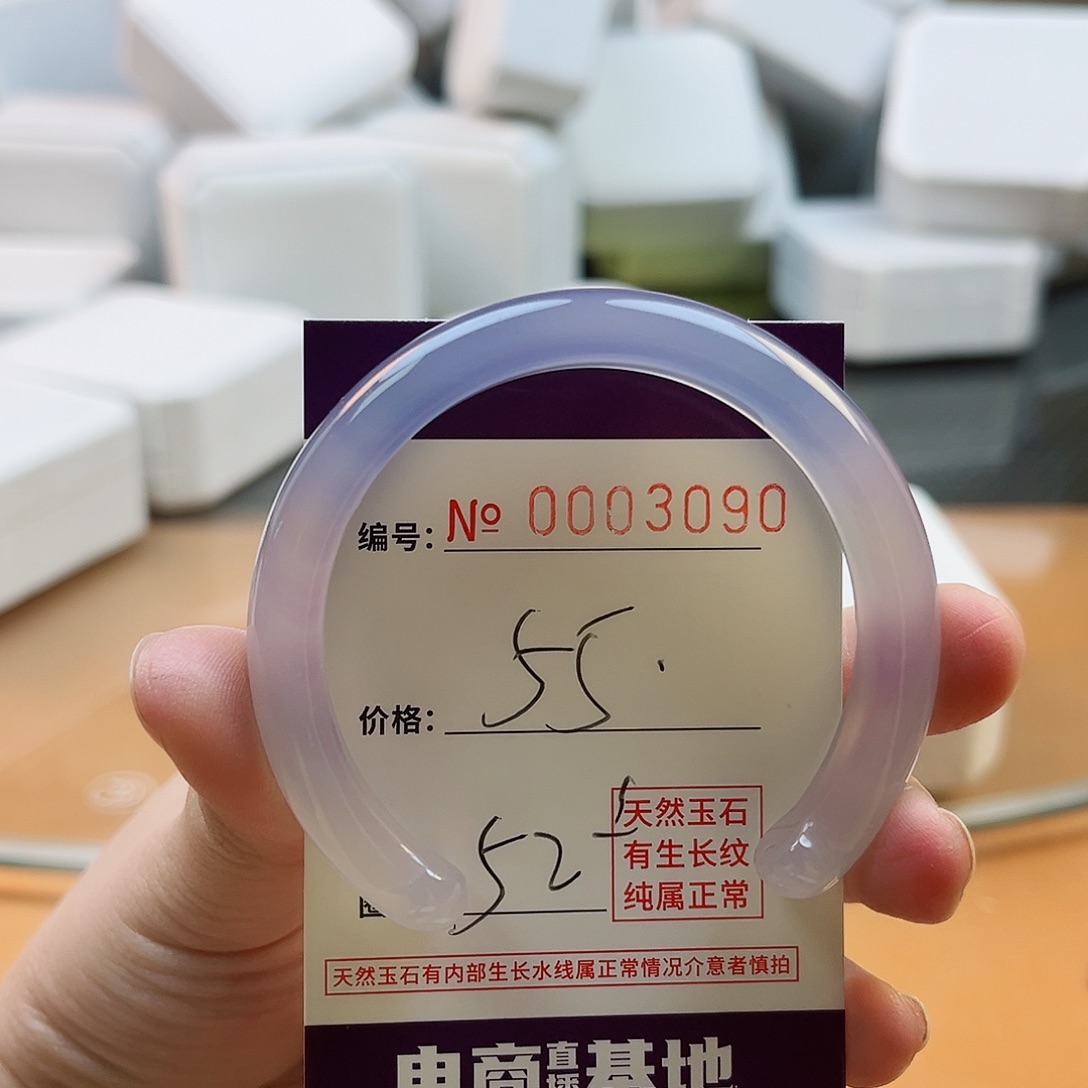 编号： № 0003090
价格： 55.
圈 52
天然玉石
有生长纹
纯属正常
天然玉石有内部生长水线属正常情况介意者慎拍
电商直播基地